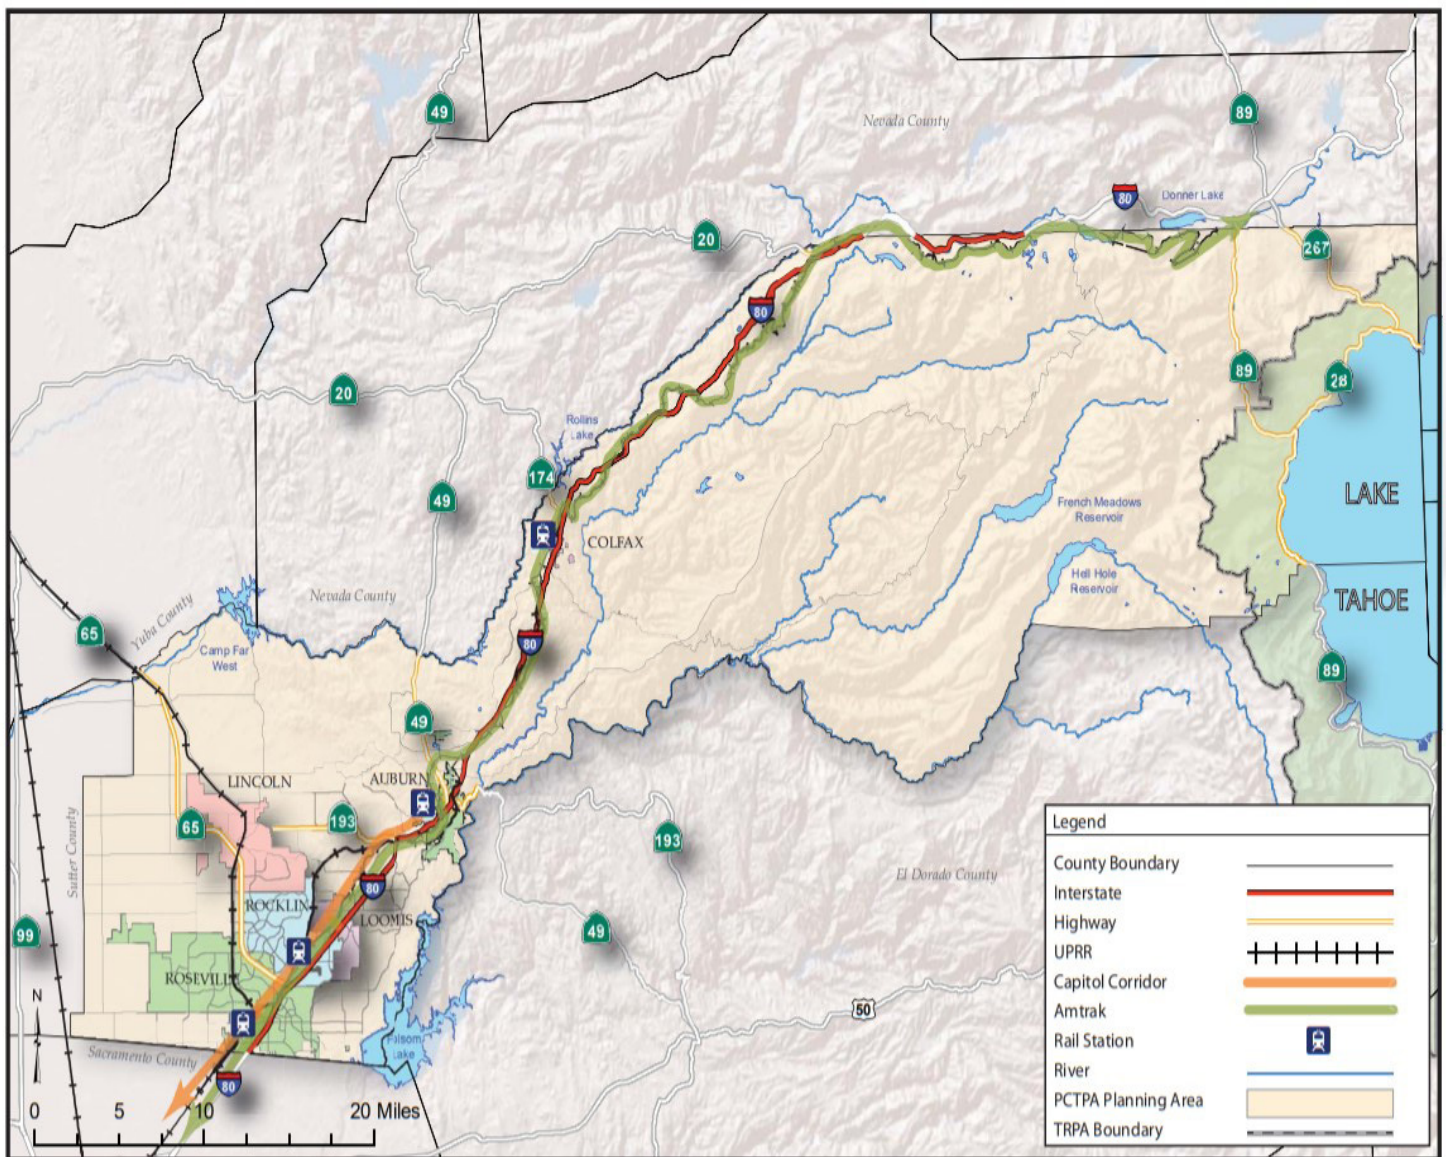 49
89
Nevada County
80
Donner Lake
20
267
80
20
89
28
Rollins
Lake
174
49
LAKE
French Meadows
Reservoir
COLFAX
Hell Hole
Reservoir
Nevada County
TAHOE
Yuba County
65
80
Camp Far
West
89
49
LINCOLN
AUBURN
65
193
193
Sutter County
80
El Dorado County
ROCKLIN
LOOMIS
99
49
ROSEVILLE
50
N
Folsom
Lake
Sacramento County
80
0 5 10 20 Miles
Legend
County Boundary
Interstate
Highway
UPRR
Capitol Corridor
Amtrak
Rail Station
River
PCTPA Planning Area
TRPA Boundary